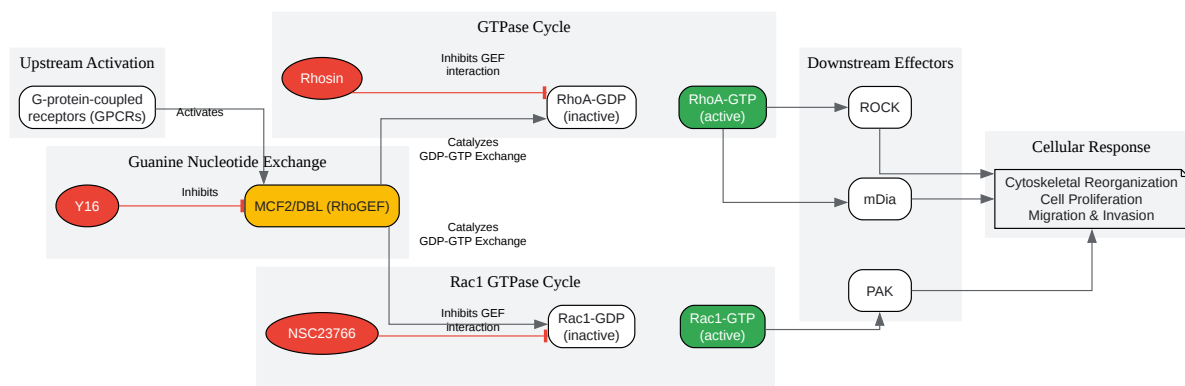 GTPase Cycle
Upstream Activation
Downstream Effectors
Inhibits GEF
interaction
Rhosin
G-protein-coupled
receptors (GPCRs)
Activates
RhoA-GDP
(inactive)
RhoA-GTP
(active)
ROCK
Catalyzes
GDP-GTP Exchange
Cellular Response
Guanine Nucleotide Exchange
Inhibits
Y16
MCF2/DBL (RhoGEF)
mDia
Cytoskeletal Reorganization
Cell Proliferation
Migration & Invasion
Catalyzes
GDP-GTP Exchange
Rac1 GTPase Cycle
PAK
Inhibits GEF
interaction
NSC23766
Rac1-GDP
(inactive)
Rac1-GTP
(active)